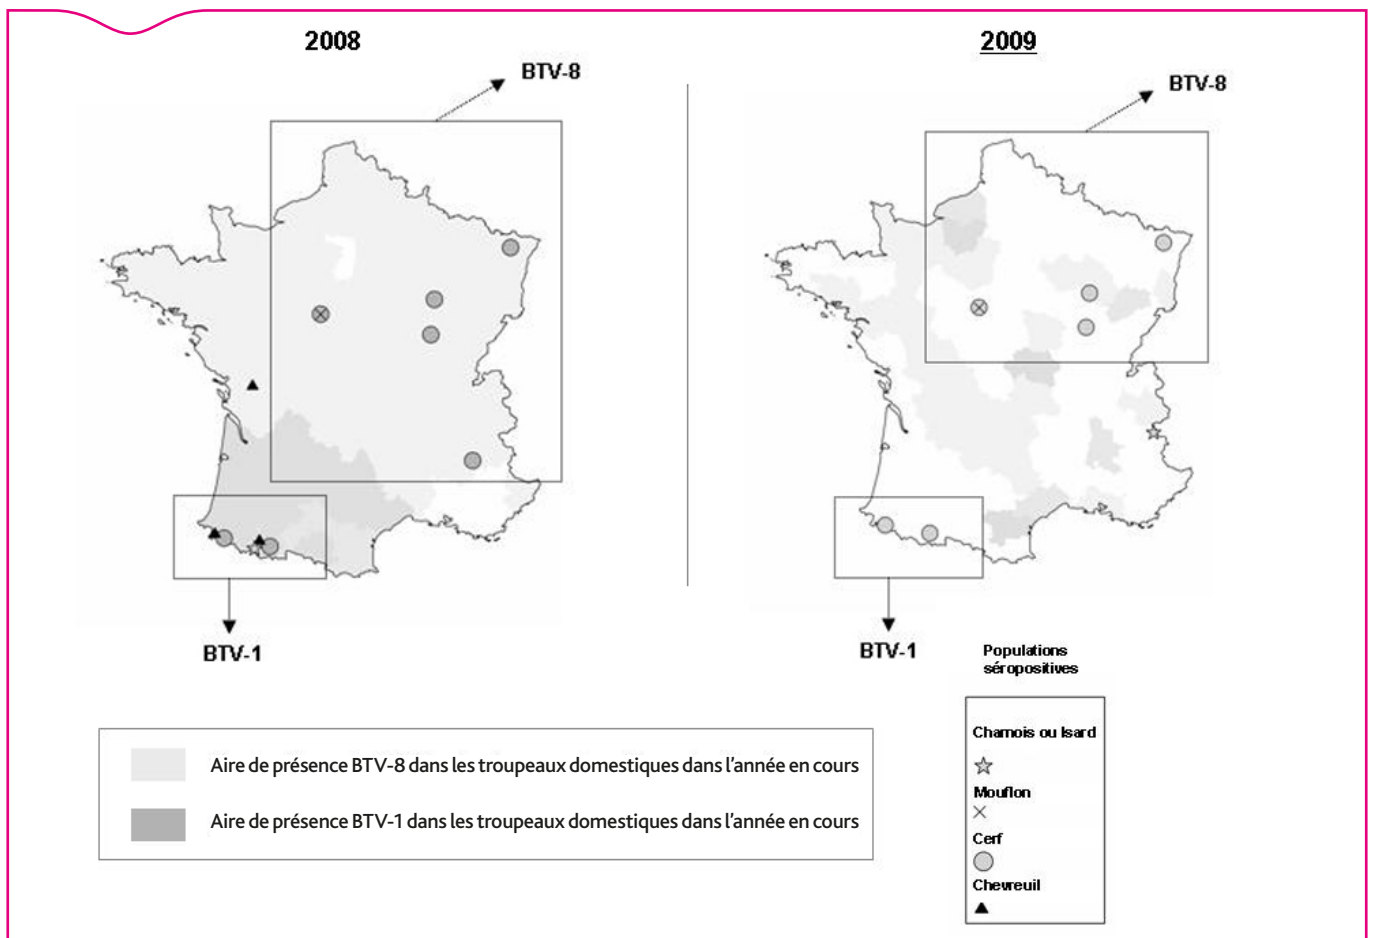 2008
BTV-8
BTV-1
2009
BTV-8
BTV-1
Populations
séropositives
Chamois ou Isard
Mouflon
Cerf
Chevreuil
Aire de présence BTV-8 dans les troupeaux domestiques dans l'année en cours
Aire de présence BTV-1 dans les troupeaux domestiques dans l'année en cours